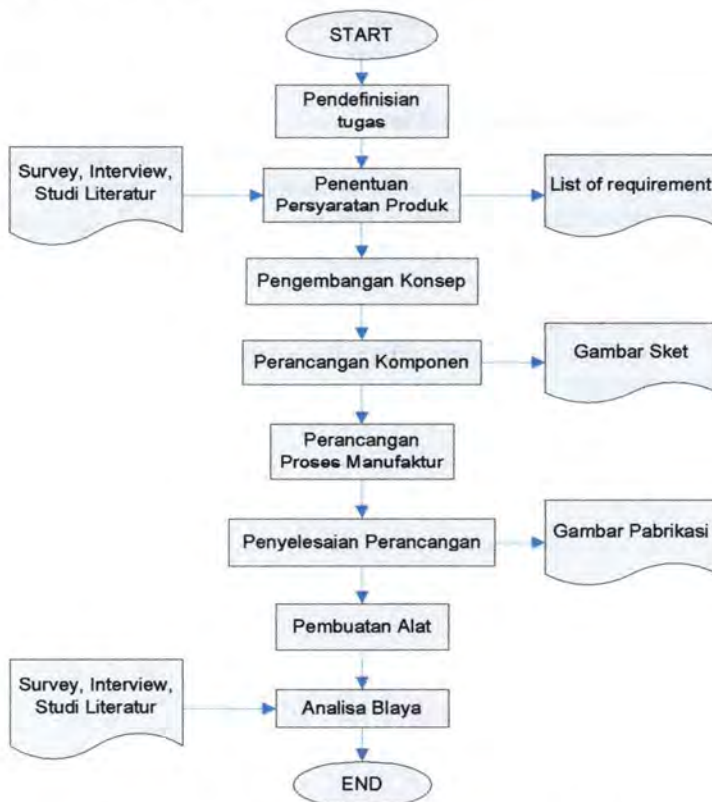 START
Pendefinisian
tugas
Survey, Interview,
Studi Literatur
Penentuan
Persyaratan Produk
List of requirement
Pengembangan Konsep
Perancangan Komponen
Gambar Sket
Perancangan
Proses Manufaktur
Penyelesaian Perancangan
Gambar Pabrikasi
Pembuatan Alat
Survey, Interview,
Studi Literatur
Analisa BIaya
END